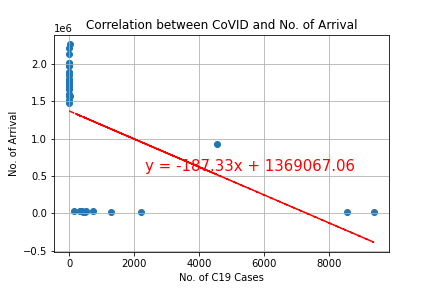 Correlation between CoVID and No. of Arrival
1e6
2.0
1.5
1.0
0.5
0.0
−0.5
No. of Arrival
y = -187.33x + 1369067.06
0
2000
4000
6000
8000
No. of C19 Cases